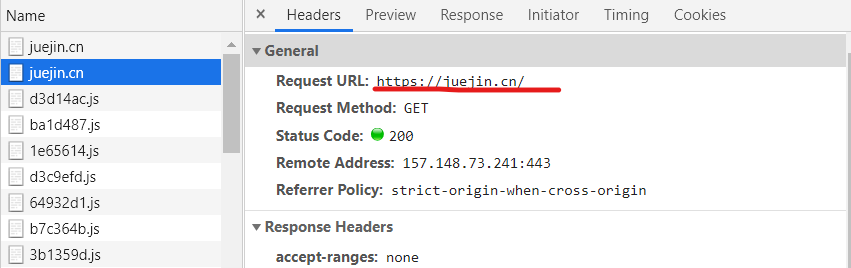 Name
juejin.cn
juejin.cn
d3d14ac.js
ba1d487.js
1e65614.js
d3c9efd.js
64932d1.js
b7c364b.js
3b1359d.js
× Headers Preview Response Initiator Timing Cookies
▼ General
Request URL: https://juejin.cn/
Request Method: GET
Status Code: 200
Remote Address: 157.148.73.241:443
Referrer Policy: strict-origin-when-cross-origin
▼ Response Headers
accept-ranges: none